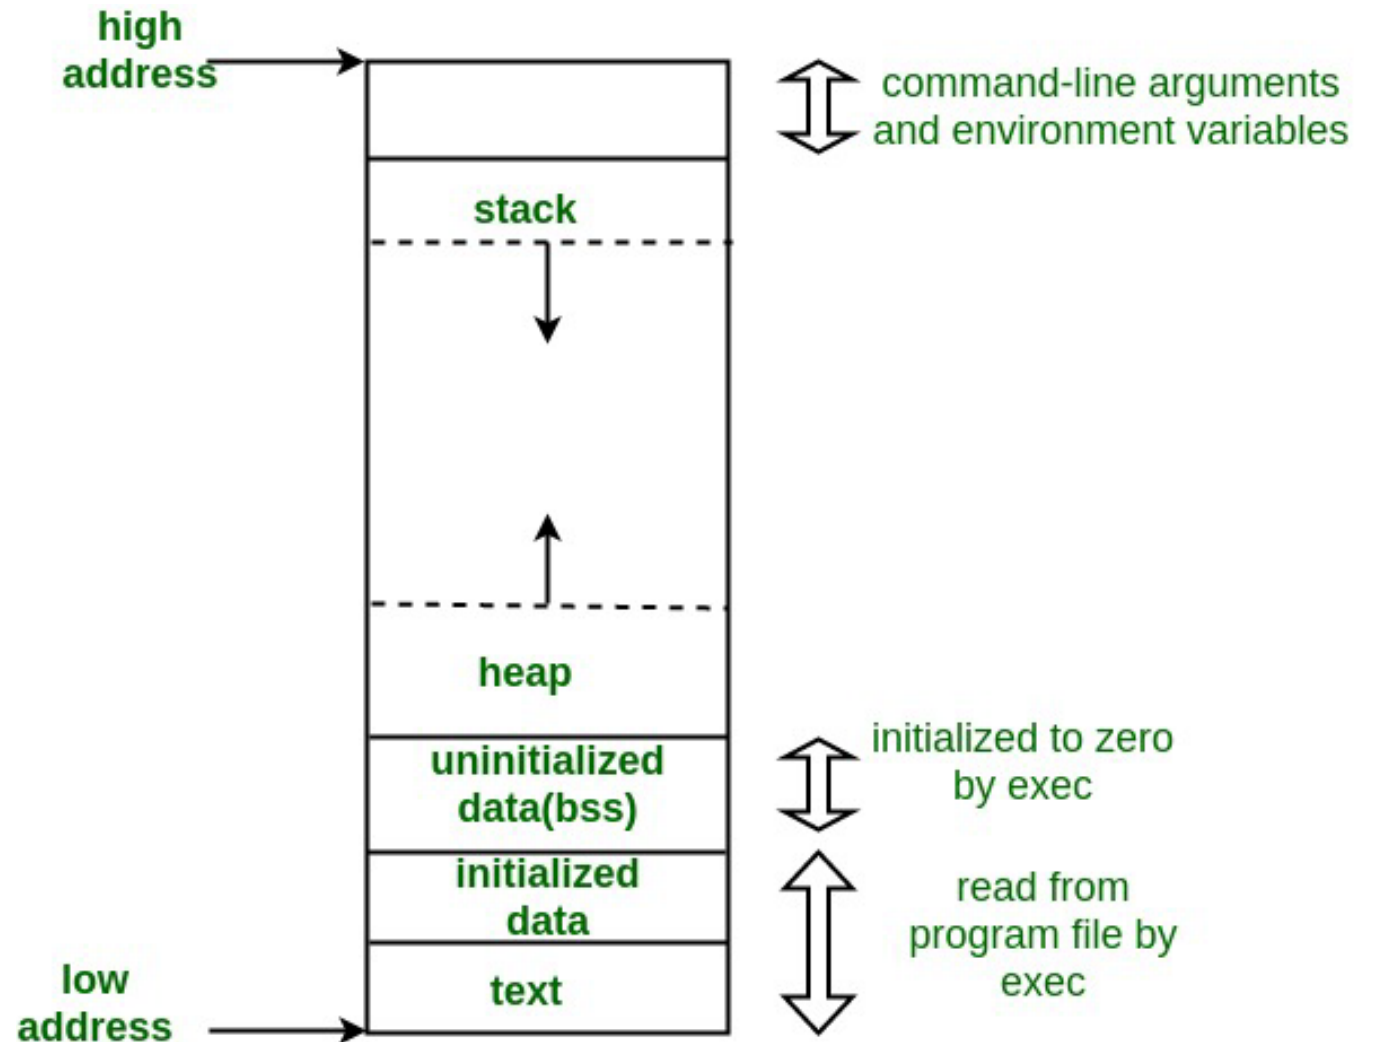 high
address
command-line arguments
and environment variables
stack
heap
uninitialized
data(bss)
initialized to zero
by exec
initialized
data
read from
program file by
exec
text
low
address